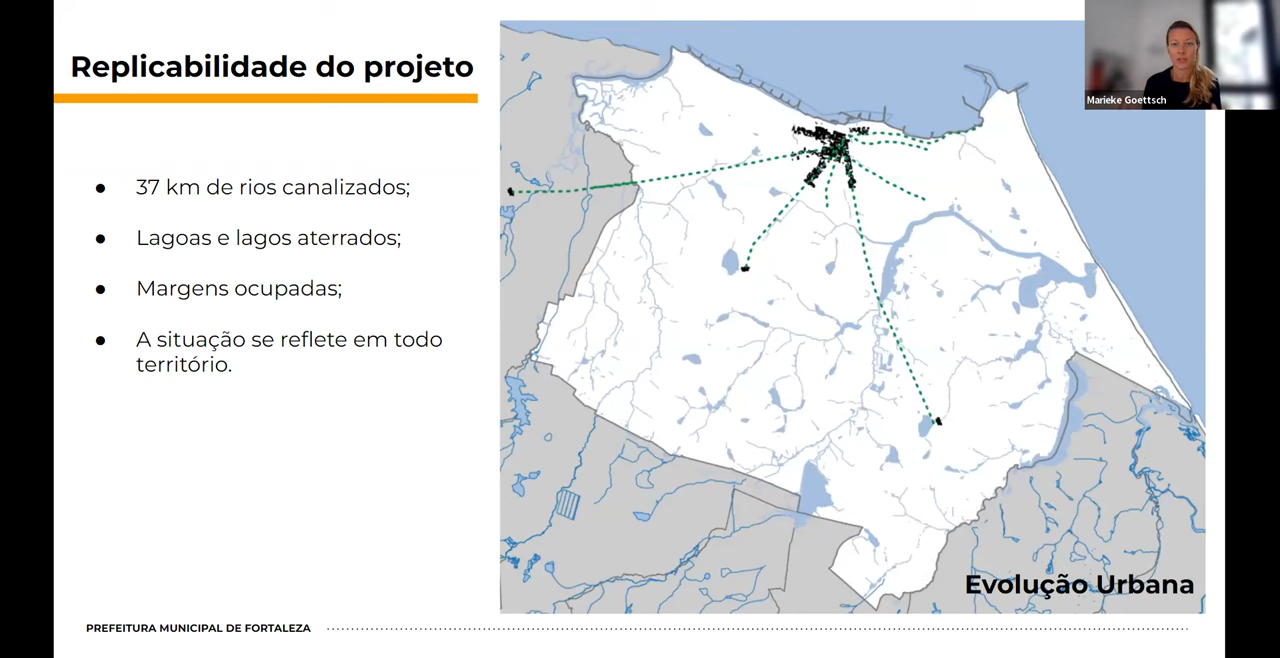 Replicabilidade do projeto
Marieke Goettsch
● 37 km de rios canalizados;
● Lagoas e lagos aterrados;
● Margens ocupadas;
● A situação se reflete em todo
território.
Evolução Urbana
PREFEITURA MUNICIPAL DE FORTALEZA